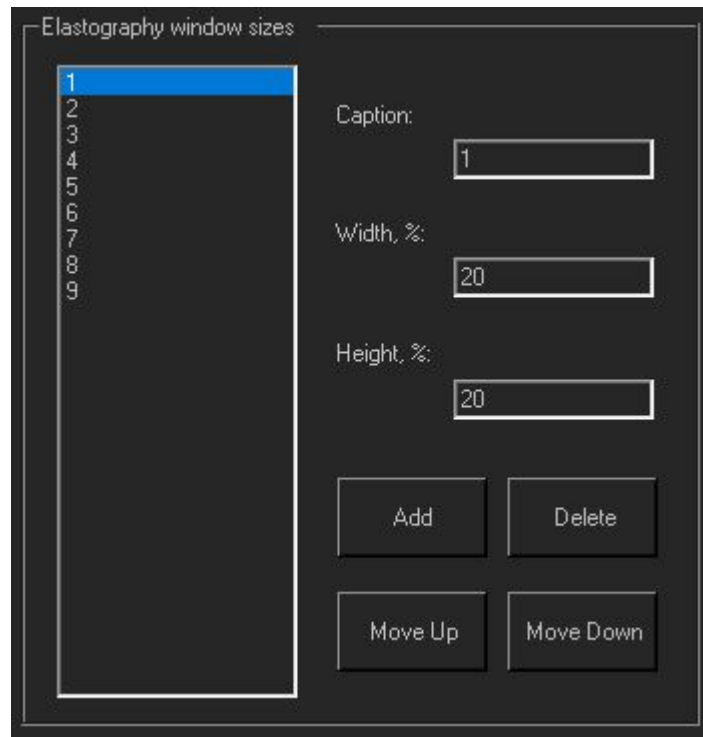 Elastography window sizes
1
2
3
4
5
6
7
8
9
Caption:
1
Width, %:
20
Height, %:
20
Add
Delete
Move Up
Move Down